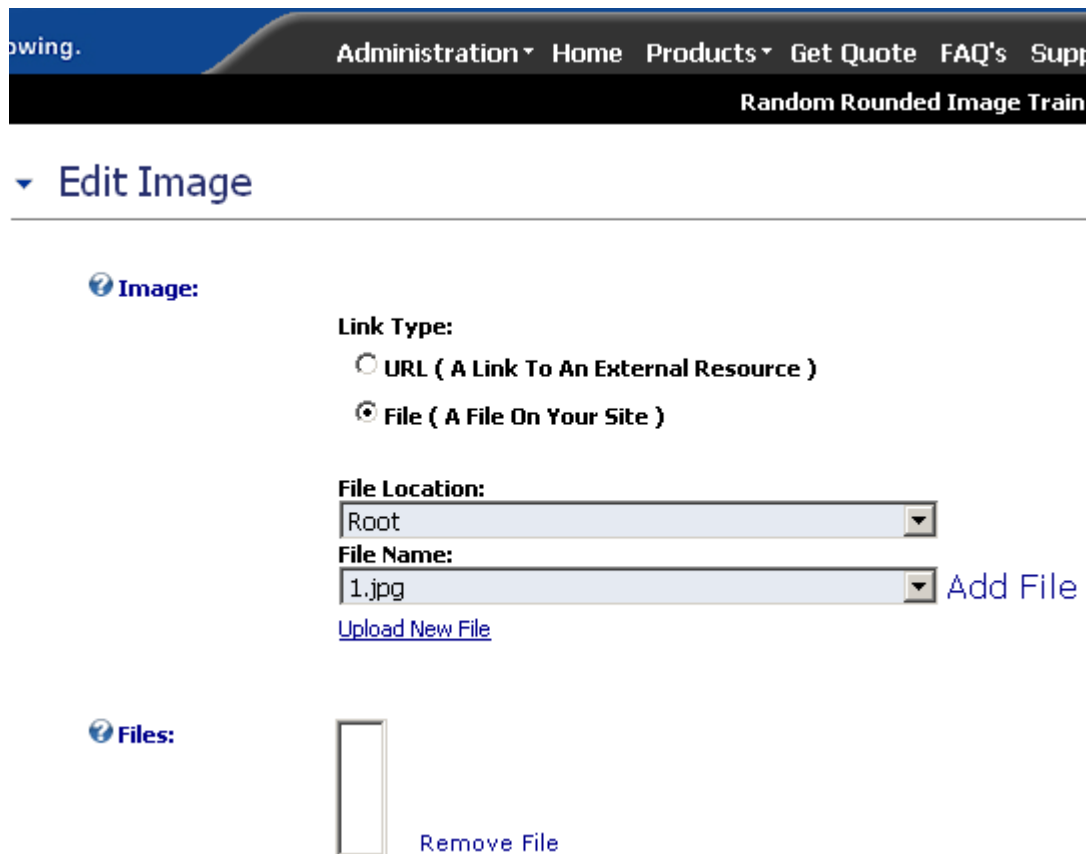 Administration Home Products Get Quote FAQ's
Random Rounded Image Train
Edit Image
Image:
Link Type:
URL ( A Link To An External Resource )
File ( A File On Your Site )
File Location:
Root
File Name:
1.jpg Add File
Upload New File
Files:
Remove File